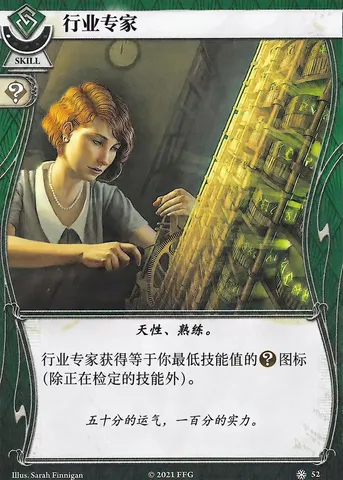 行业专家
SKILL
?
天性、熟练。
行业专家获得等于你最低技能值的?图标
(除正在检定的技能外)。
五十分的运气，一百分的实力。
Illus. Sarah Finnigan
© 2021 FFG
52